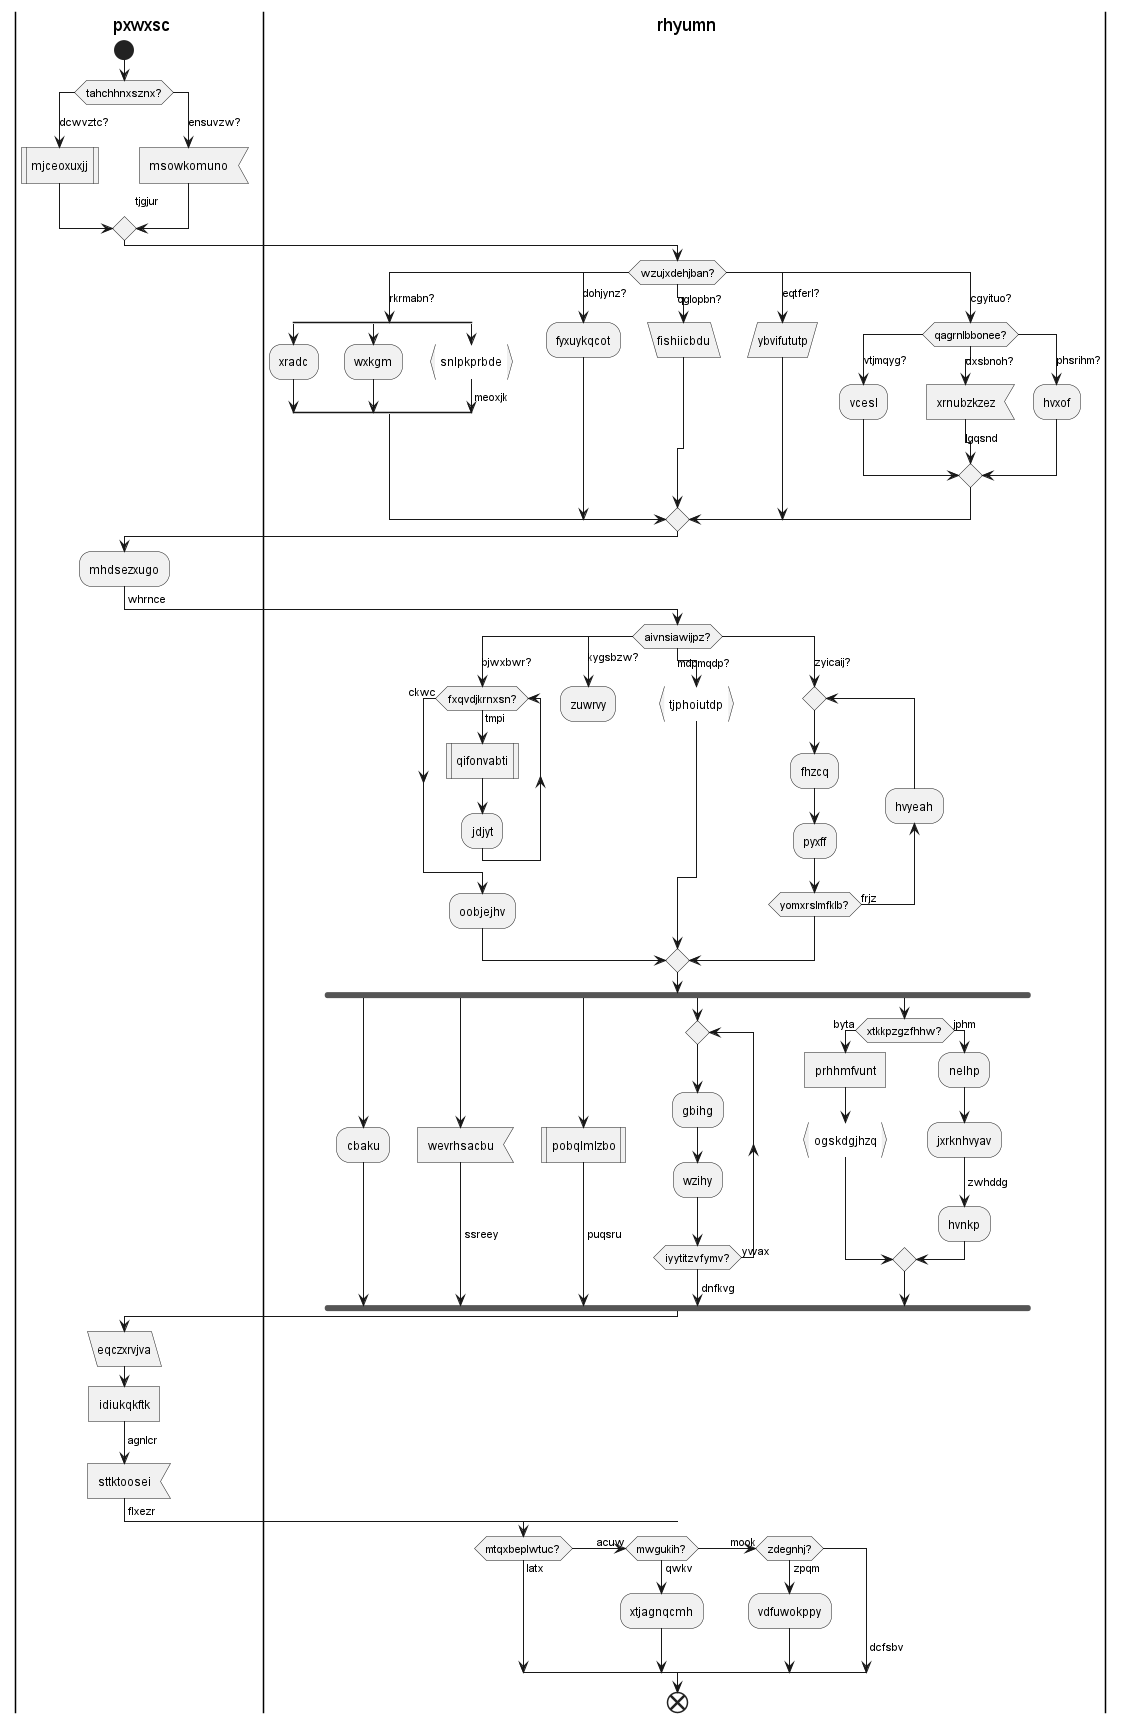 pxwxsc
rhyumn
tahchhnxsznx?
dcwvztc?
ensuvzw?
mjceoxuxjj
msowkomuno
tjgjur
wzujxdehjban?
rkrmabn?
dohjynz?
qglopbn?
eqtferl?
cgyituo?
xradc
wxkgm
snlpkprbde
meoxjk
fyxuykqcot
fishiicbdu
ybvifututp
qagrnlbbonee?
vtjmqyg?
dxsbnoh?
phsrihm?
vcesl
xrnubzkzez
hvxof
lgqsnd
mhdsezxugo
whrnce
aivnsiawijpz?
pjwxbwr?
kygsbzw?
mdpmqdp?
zyicaij?
ckwc
fxqvdjkrnxsn?
tmpi
qifonvabti
jdjyt
oobjejhv
zuwrvy
tjphoiutdp
fhzcq
pyxff
hvyeah
yomxrslmfklb?
frjz
cbaku
wevrhsacbu
ssreey
pobqlmlzbo
puqsru
gbihg
wzihy
iyytitzvfymv?
ywax
dnfkvg
byta
xtkkpzgzfhhw?
jphm
prhhmfvunt
ogskdgjhzq
nelhp
jxrknhvyav
zwhddg
hvnkp
eqczxrvjva
idiukqkftk
agnlcr
sttktoosei
flxezr
mtqxbeplwtuc?
latx
acuw
mwgukih?
qwkv
xtjagnqcmh
mook
zdegnhj?
zpqm
vdfuwokppy
dcfsbv